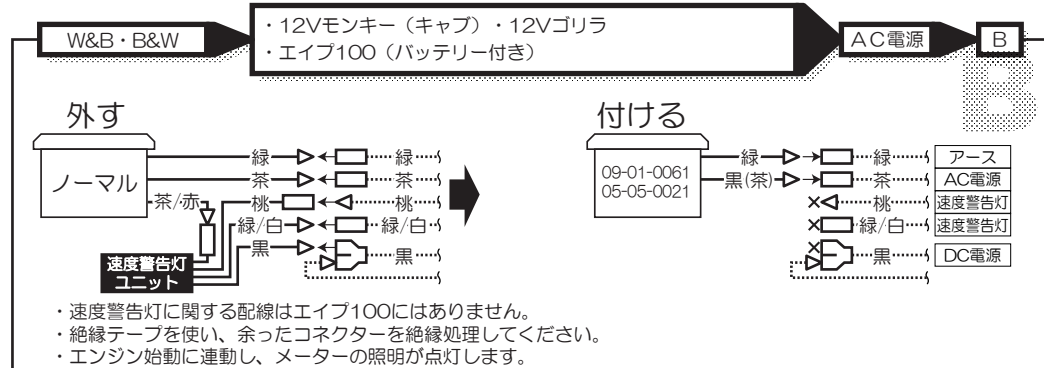 W&B・B&W
・12Vモンキー（キャブ）・12Vゴリラ
・エイプ100（バッテリー付き）
AC電源
B
B
外す
ノーマル
緑
緑
茶
茶
茶/赤
桃
桃
緑/白
緑/白
黒
黒
速度警告灯
ユニット
付ける
09-01-0061
05-05-0021
緑
緑
アース
黒(茶)
茶
AC電源
桃
速度警告灯
緑/白
速度警告灯
黒
DC電源
・速度警告灯に関する配線はエイプ100にはありません。
・絶縁テープを使い、余ったコネクターを絶縁処理してください。
・エンジン始動に連動し、メーターの照明が点灯します。